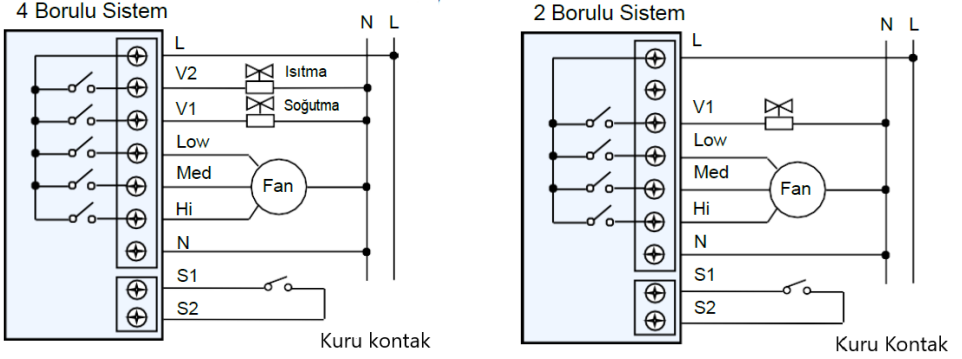 4 Borulu Sistem
N L
L
V2
Isıtma
V1
Soğutma
Low
Med
Fan
Hi
N
S1
S2
Kuru kontak
2 Borulu Sistem
N L
L
V1
Low
Med
Fan
Hi
N
S1
S2
Kuru Kontak